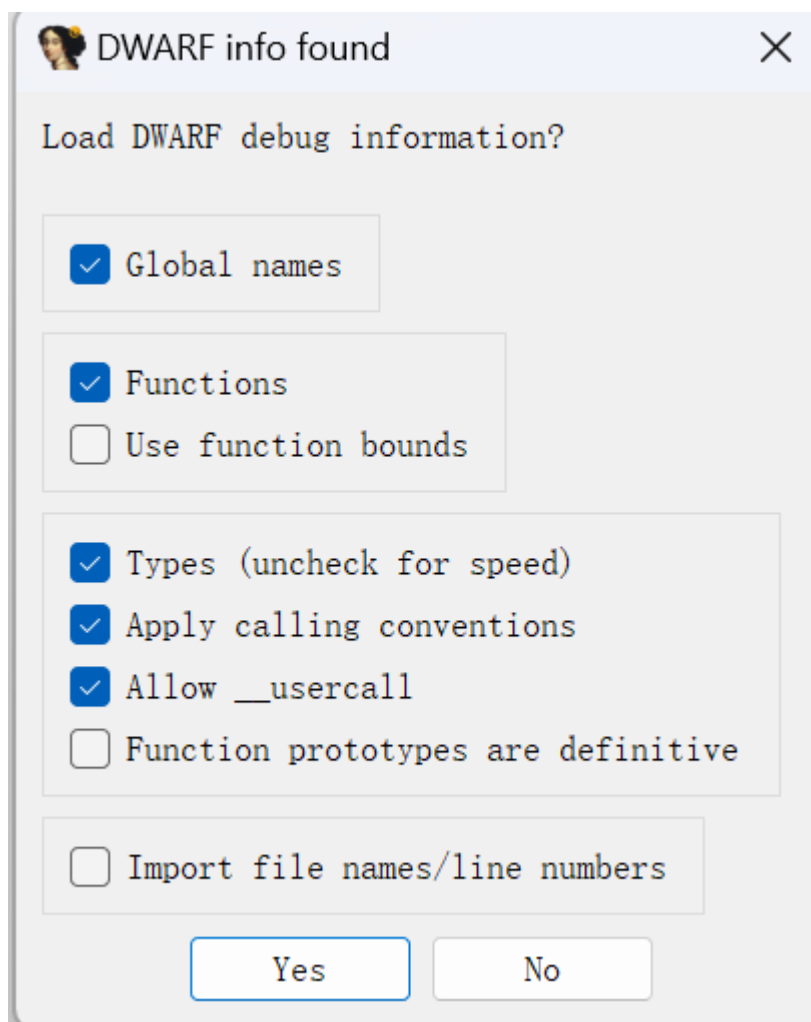 DWARF info found
Load DWARF debug information?
Global names
Functions
Use function bounds
Types (uncheck for speed)
Apply calling conventions
Allow __usercall
Function prototypes are definitive
Import file names/line numbers
Yes
No